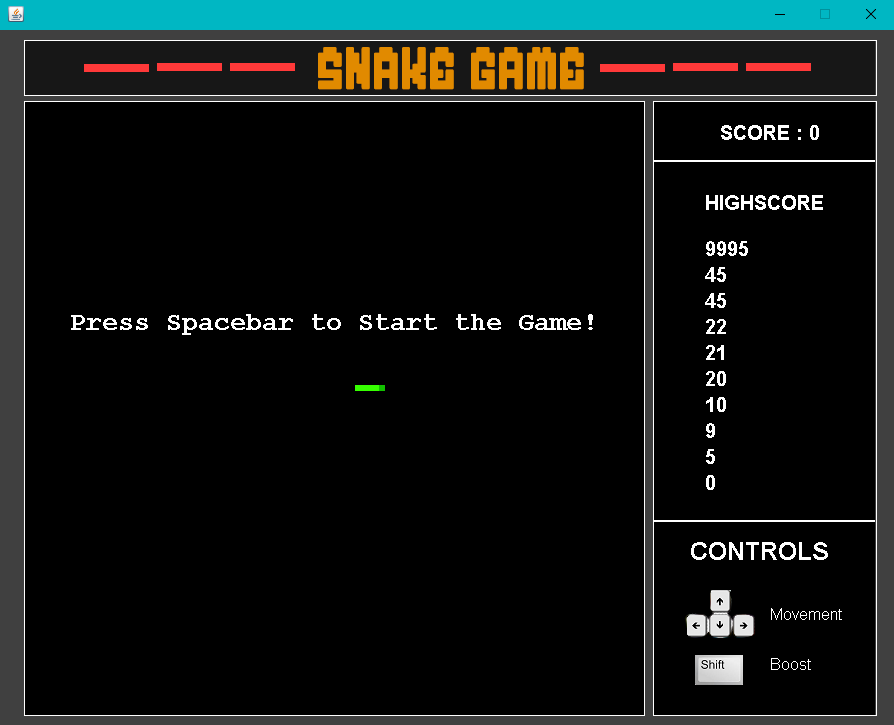 SNAKE GAME
SCORE : 0
Press Spacebar to Start the Game!
HIGHSCORE
9995
45
45
22
21
20
10
9
5
0
CONTROLS
Movement
Shift
Boost